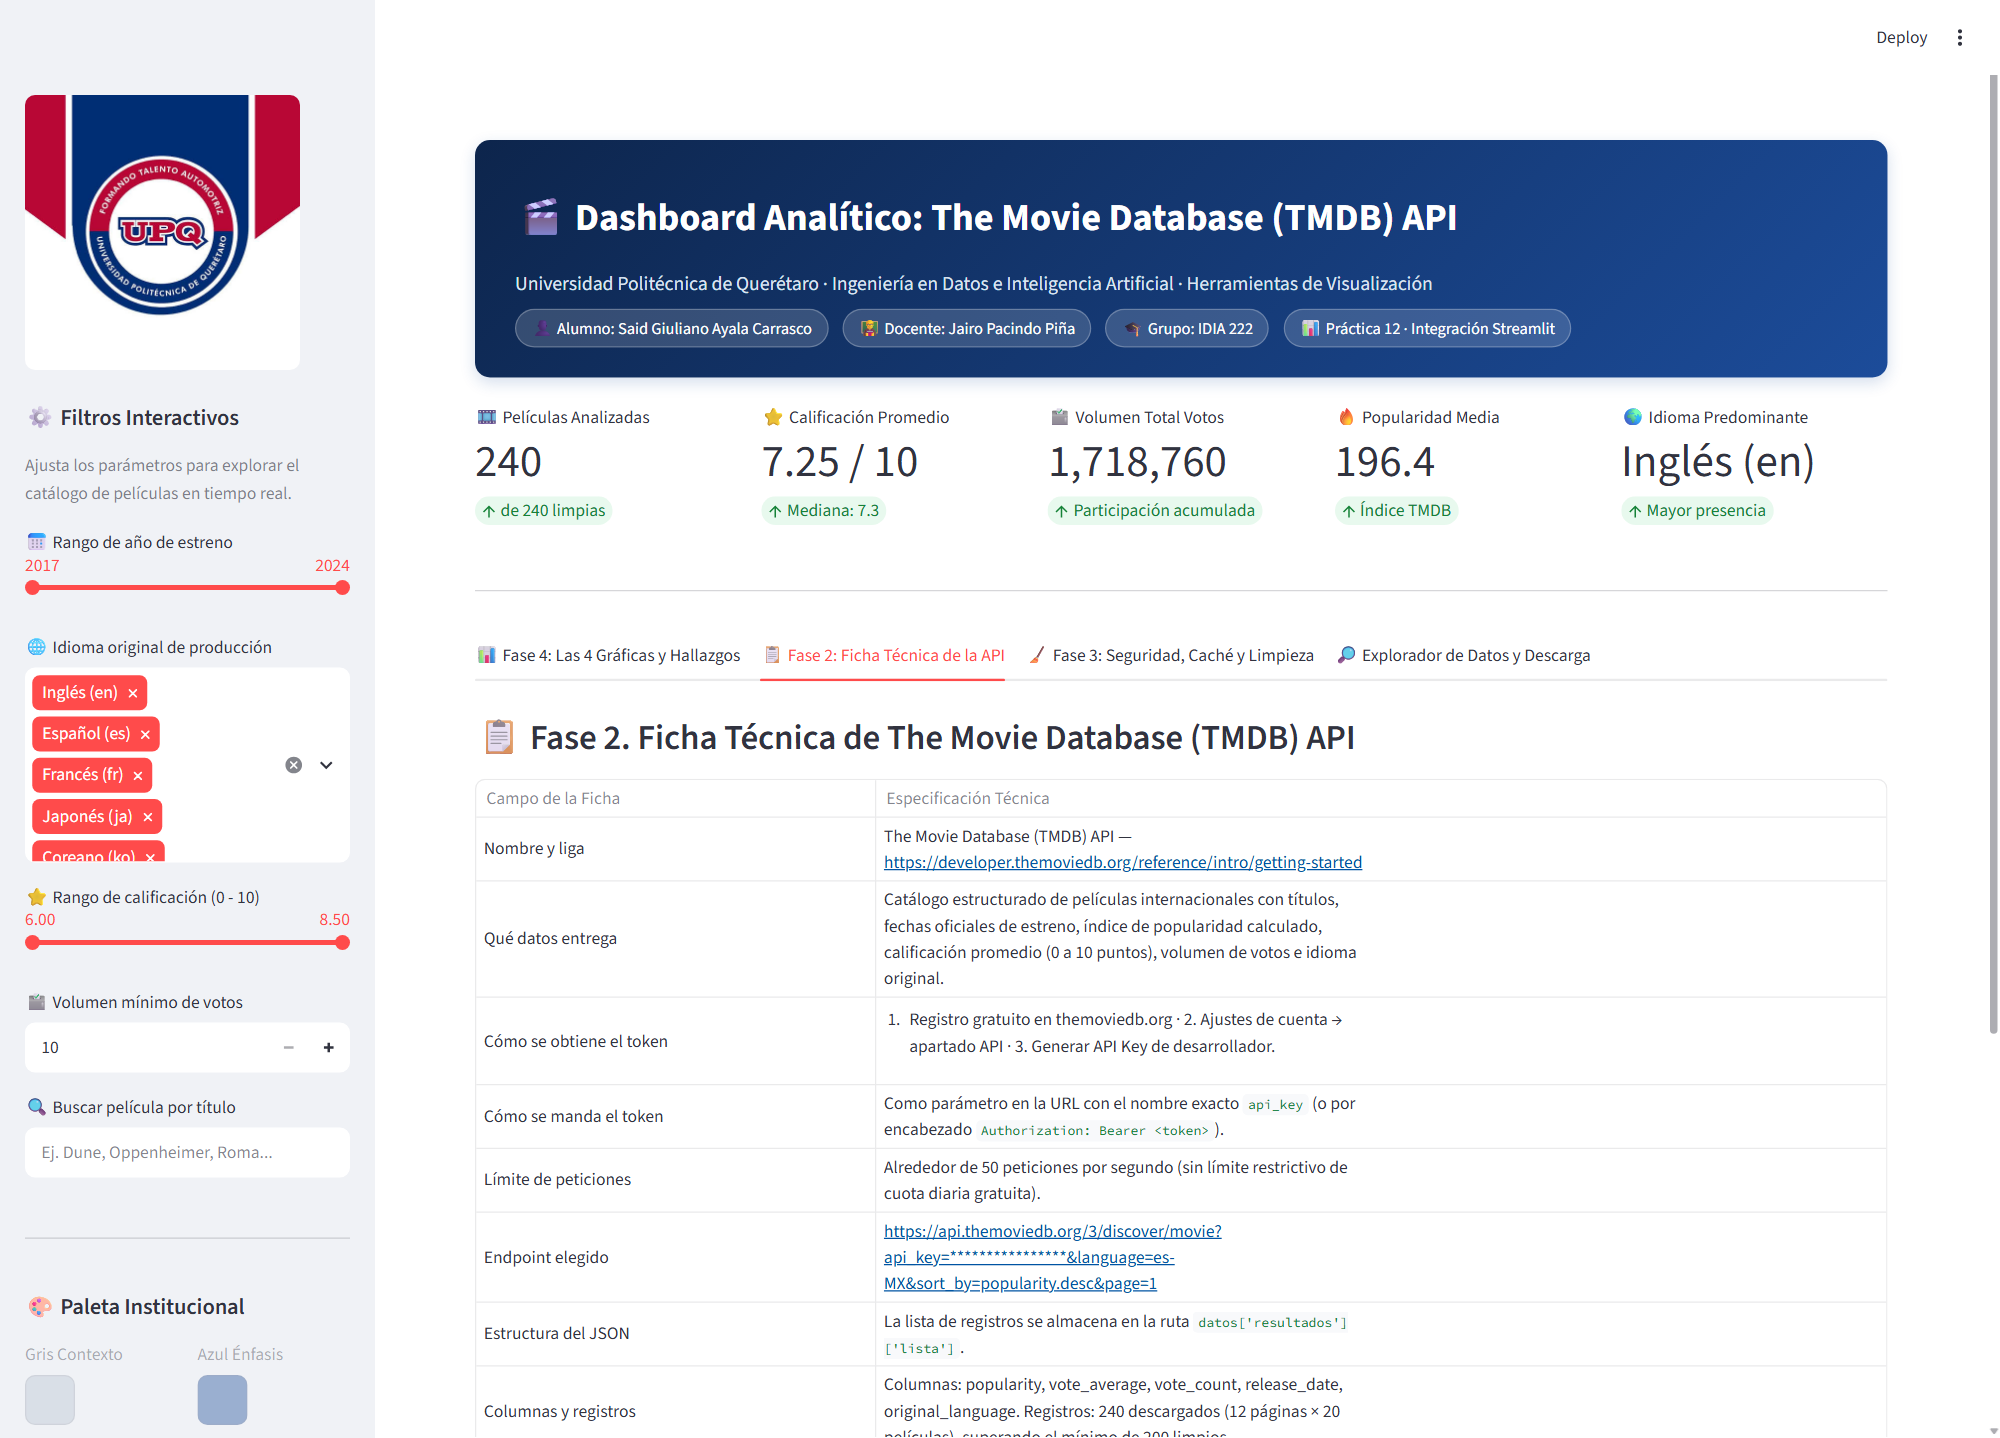 Deploy
FORMANDO TALENTO AUTOMOTRIZ
UPQ
UNIVERSIDAD POLITÉCNICA DE QUERÉTARO
Filtros Interactivos
Ajusta los parámetros para explorar el
catálogo de películas en tiempo real.
Rango de año de estreno
2017 2024
Idioma original de producción
Inglés (en) ×
Español (es) ×
Francés (fr) ×
Japonés (ja) ×
Coreano (ko) ×
Rango de calificación (0 - 10)
6.00 8.50
Volumen mínimo de votos
10
Buscar película por título
Ej. Dune, Oppenheimer, Roma...
Paleta Institucional
Gris Contexto Azul Énfasis
Dashboard Analítico: The Movie Database (TMDB) API
Universidad Politécnica de Querétaro · Ingeniería en Datos e Inteligencia Artificial · Herramientas de Visualización
Alumno: Said Giuliano Ayala Carrasco Docente: Jairo Pacindo Piña Grupo: IDIA 222 Práctica 12 · Integración Streamlit
Películas Analizadas
240
↑ de 240 limpias
Calificación Promedio
7.25 / 10
↑ Mediana: 7.3
Volumen Total Votos
1,718,760
↑ Participación acumulada
Popularidad Media
196.4
↑ Índice TMDB
Idioma Predominante
Inglés (en)
↑ Mayor presencia
Fase 4: Las 4 Gráficas y Hallazgos Fase 2: Ficha Técnica de la API Fase 3: Seguridad, Caché y Limpieza Explorador de Datos y Descarga
Fase 2. Ficha Técnica de The Movie Database (TMDB) API
Campo de la Ficha Especificación Técnica
Nombre y liga
The Movie Database (TMDB) API —
https://developer.themoviedb.org/reference/intro/getting-started
Qué datos entrega
Catálogo estructurado de películas internacionales con títulos,
fechas oficiales de estreno, índice de popularidad calculado,
calificación promedio (0 a 10 puntos), volumen de votos e idioma
original.
Cómo se obtiene el token
1. Registro gratuito en themoviedb.org · 2. Ajustes de cuenta →
apartado API · 3. Generar API Key de desarrollador.
Cómo se manda el token
Como parámetro en la URL con el nombre exacto api_key (o por
encabezado Authorization: Bearer <token> ).
Límite de peticiones
Alrededor de 50 peticiones por segundo (sin límite restrictivo de
cuota diaria gratuita).
Endpoint elegido
https://api.themoviedb.org/3/discover/movie?
api_key=****************&language=es-
MX&sort_by=popularity.desc&page=1
Estructura del JSON
La lista de registros se almacena en la ruta datos['resultados']
['lista'] .
Columnas y registros
Columnas: popularity, vote_average, vote_count, release_date,
original_language. Registros: 240 descargados (12 páginas × 20
películas), superando el mínimo de 200 limpios.